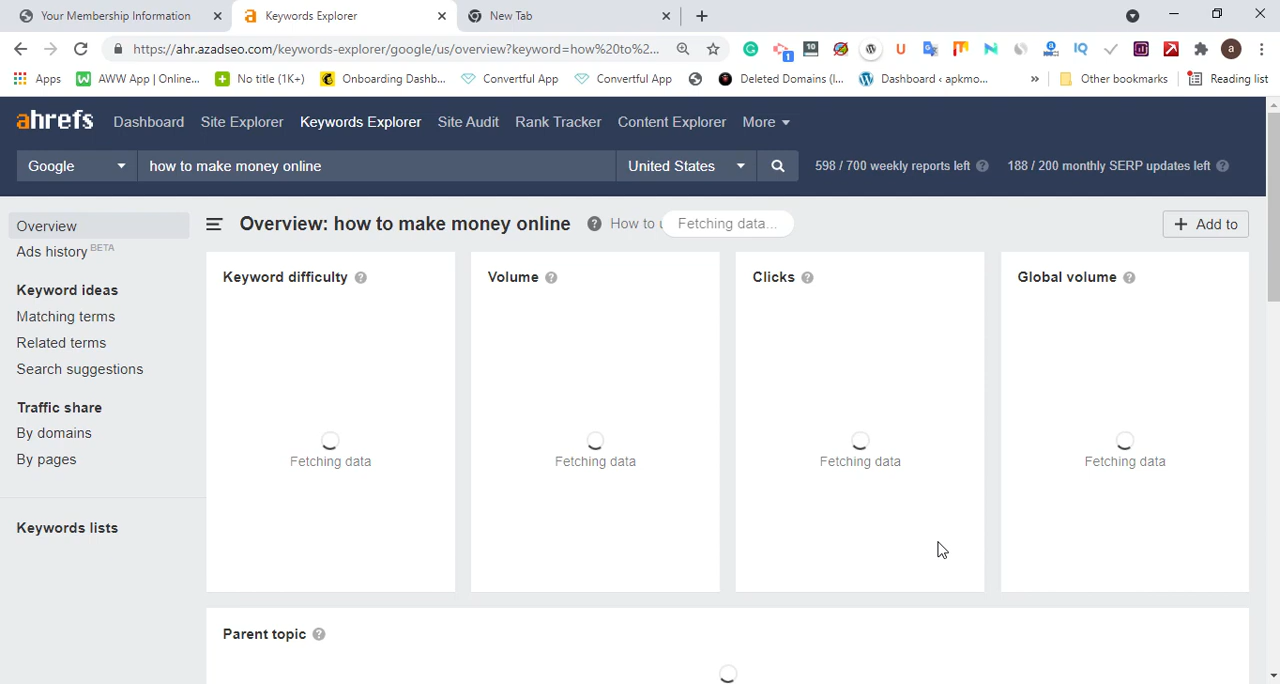 Your Membership Information
Keywords Explorer
New Tab
https://ahr.azadseo.com/keywords-explorer/google/us/overview?keyword=how%20to%2...
Apps
AWW App | Online...
No title (1K+)
Onboarding Dashb...
Convertful App
Convertful App
Deleted Domains (I...
Dashboard ‹ apkmo...
»
Other bookmarks
Reading list
ahrefs
Dashboard
Site Explorer
Keywords Explorer
Site Audit
Rank Tracker
Content Explorer
More
Google
how to make money online
United States
598 / 700 weekly reports left
188 / 200 monthly SERP updates left
Overview
Ads history BETA
Keyword ideas
Matching terms
Related terms
Search suggestions
Traffic share
By domains
By pages
Keywords lists
Overview: how to make money online
How to u
Fetching data...
+ Add to
Keyword difficulty
Fetching data
Volume
Fetching data
Clicks
Fetching data
Global volume
Fetching data
Parent topic